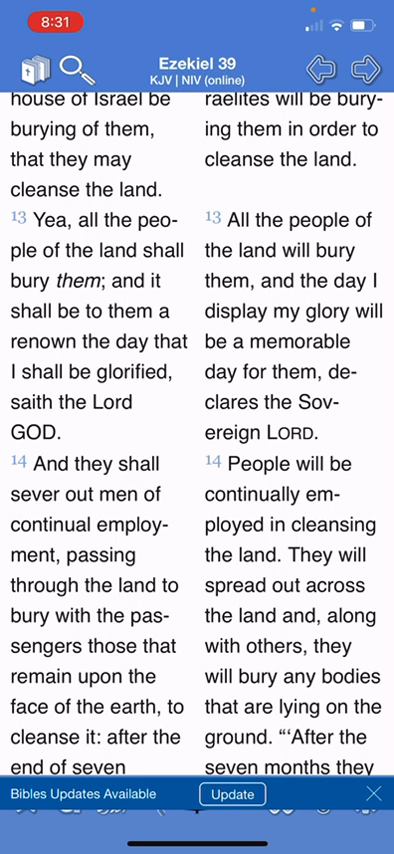 8:31
Ezekiel 39
KJV | NIV (online)
house of Israel be
burying of them,
that they may
cleanse the land.
13 Yea, all the peo-
ple of the land shall
bury them; and it
shall be to them a
renown the day that
I shall be glorified,
saith the Lord
GOD.
14 And they shall
sever out men of
continual employ-
ment, passing
through the land to
bury with the pas-
sengers those that
remain upon the
face of the earth, to
cleanse it: after the
end of seven
raelites will be bury-
ing them in order to
cleanse the land.
13 All the people of
the land will bury
them, and the day I
display my glory will
be a memorable
day for them, de-
clares the Sov-
ereign LORD.
14 People will be
continually em-
ployed in cleansing
the land. They will
spread out across
the land and, along
with others, they
will bury any bodies
that are lying on the
ground. “‘After the
seven months they
Bibles Updates Available
Update